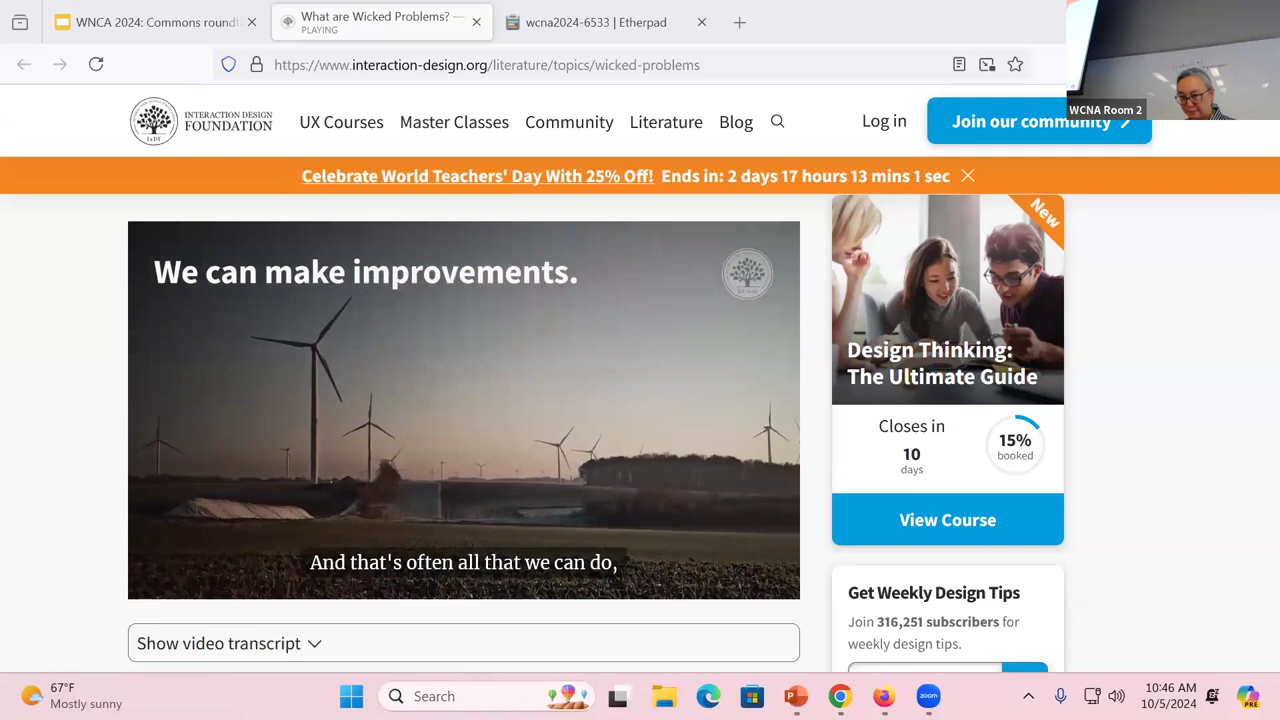 WNCA 2024: Commons roundt
What are Wicked Problems? —
PLAYING
wcna2024-6533 | Etherpad
https://www.interaction-design.org/literature/topics/wicked-problems
WCNA Room 2
INTERACTION DESIGN
FOUNDATION
IxDF
UX Courses
Master Classes
Community
Literature
Blog
Log in
Join our community
Celebrate World Teachers' Day With 25% Off! Ends in: 2 days 17 hours 13 mins 1 sec
We can make improvements.
And that's often all that we can do,
New
Design Thinking:
The Ultimate Guide
Closes in
10
days
15%
booked
View Course
Show video transcript
Get Weekly Design Tips
Join 316,251 subscribers for
weekly design tips.
67°F
Mostly sunny
Search
zoom
10:46 AM
10/5/2024
PRE